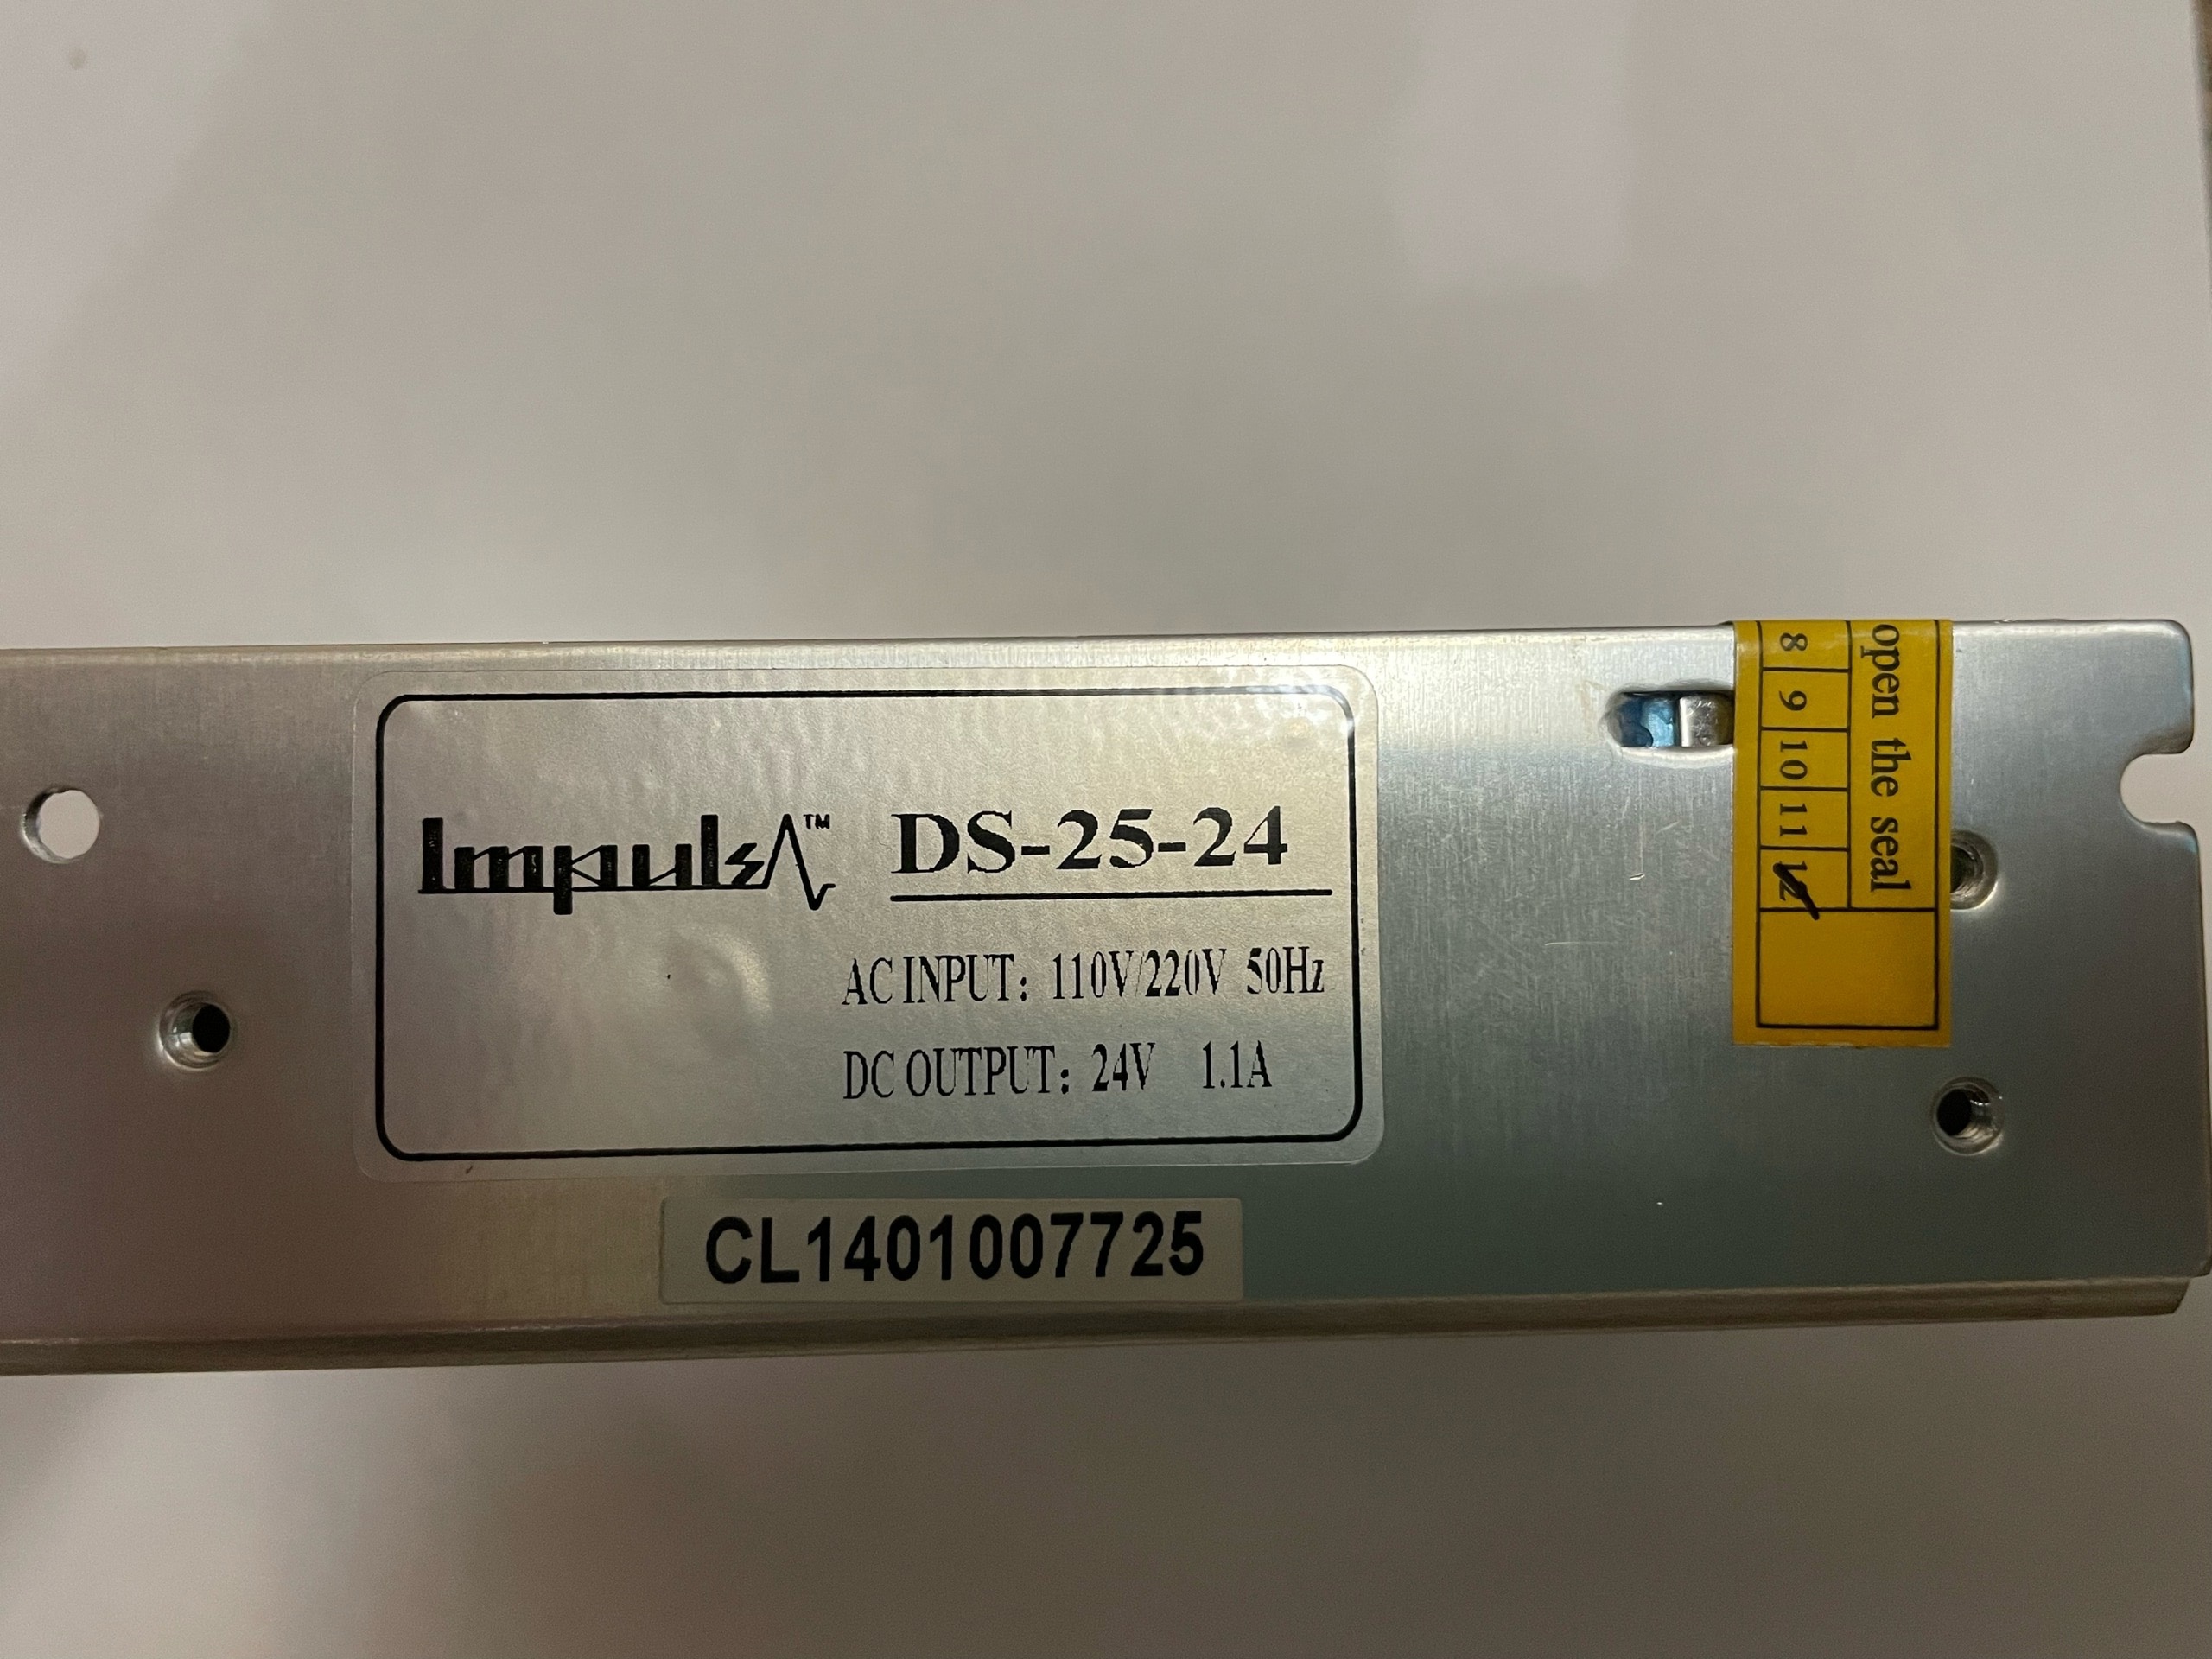 Impuls™ DS-25-24
AC INPUT: 110V/220V 50Hz
DC OUTPUT: 24V 1.1A
CL1401007725
open the seal
8 9 10 11 12